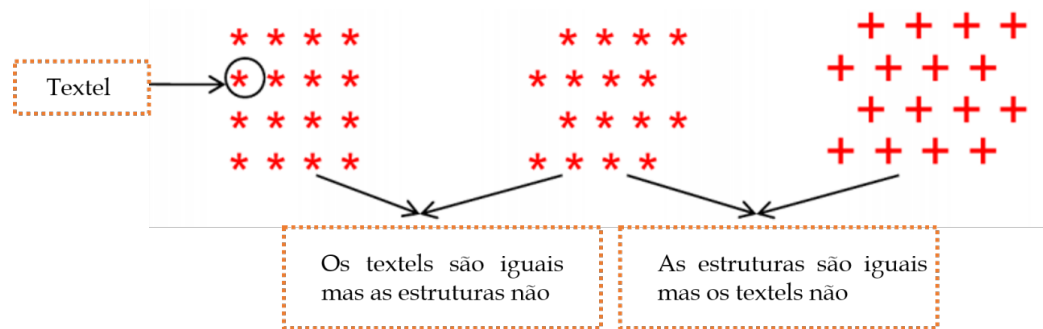 Textel
Os textels são iguais
mas as estruturas não
As estruturas são iguais
mas os textels não